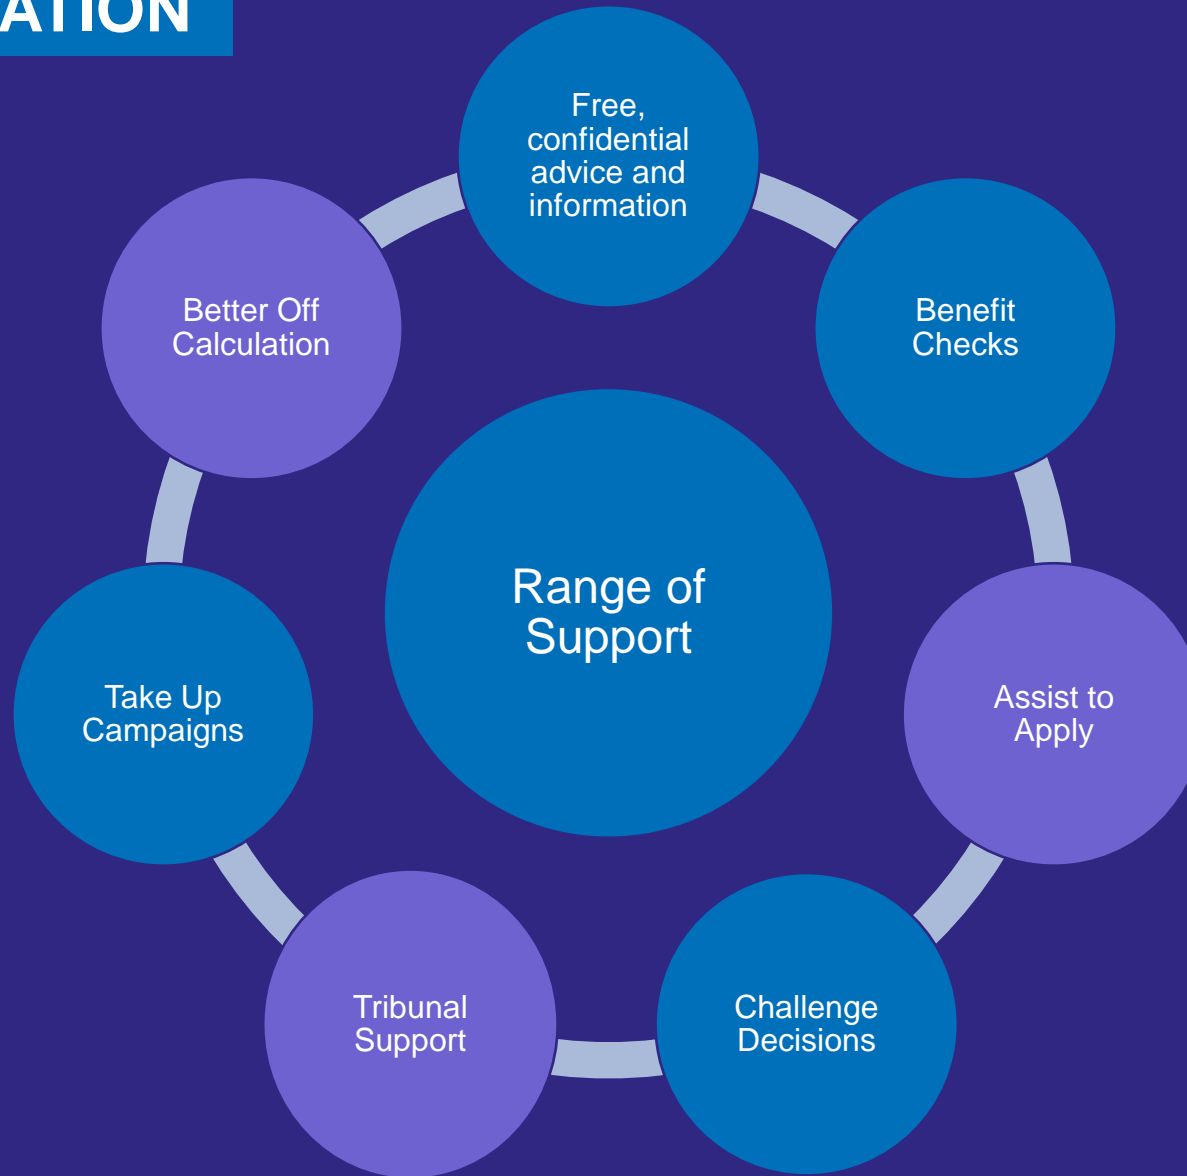 ATION
Free,
confidential
advice and
information
Benefit
Checks
Assist to
Apply
Challenge
Decisions
Tribunal
Support
Take Up
Campaigns
Better Off
Calculation
Range of
Support